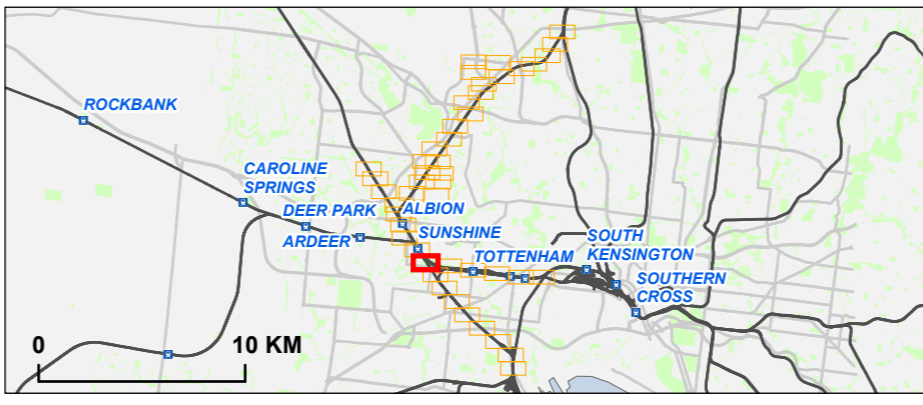 ROCKBANK
CAROLINE
SPRINGS
DEER PARK
ALBION
ARDEER
SUNSHINE
TOTTENHAM
SOUTH
KENSINGTON
SOUTHERN
CROSS
0
10 KM